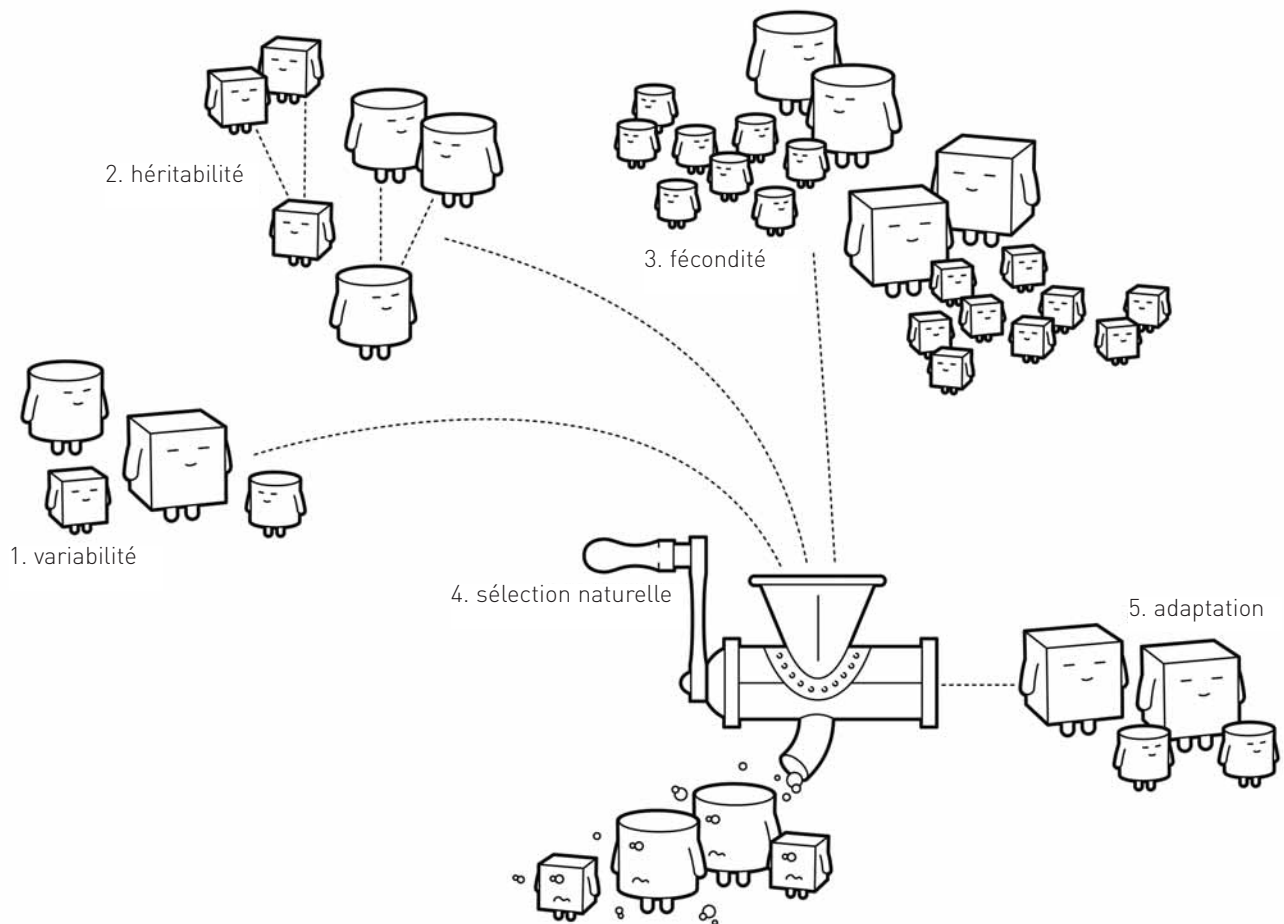 1. variabilité
2. héritabilité
3. fécondité
4. sélection naturelle
5. adaptation